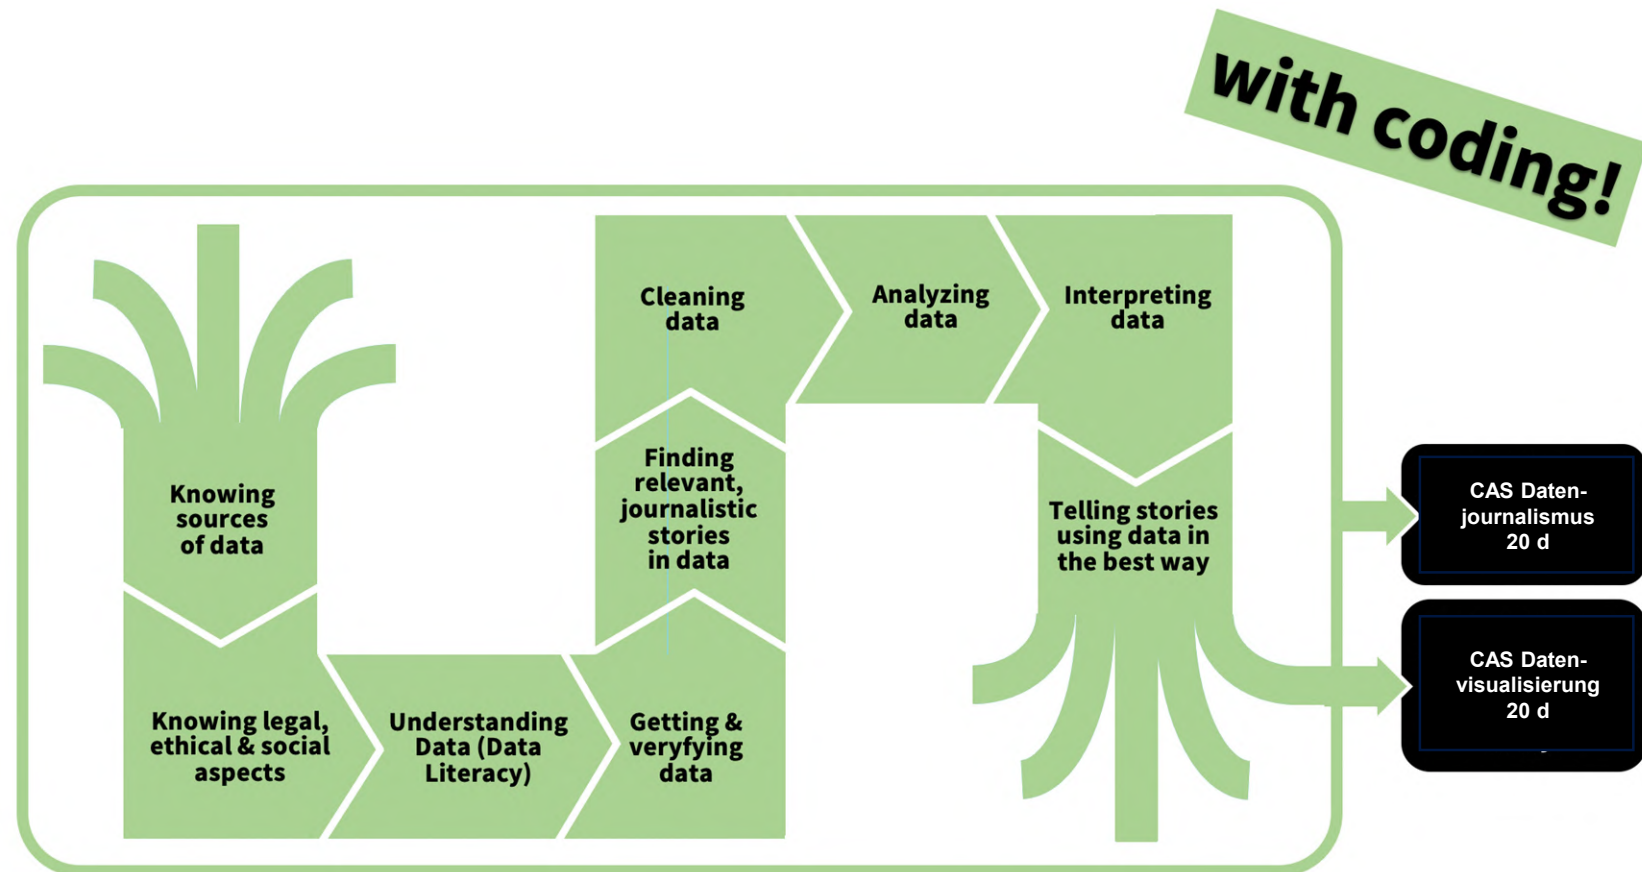 with coding!
Knowing
sources
of data
Knowing legal,
ethical & social
aspects
Understanding
Data (Data
Literacy)
Getting &
veryfying
data
Finding
relevant,
journalistic
stories
in data
Cleaning
data
Analyzing
data
Interpreting
data
Telling stories
using data in
the best way
CAS Daten-
journalismus
20 d
CAS Daten-
visualisierung
20 d